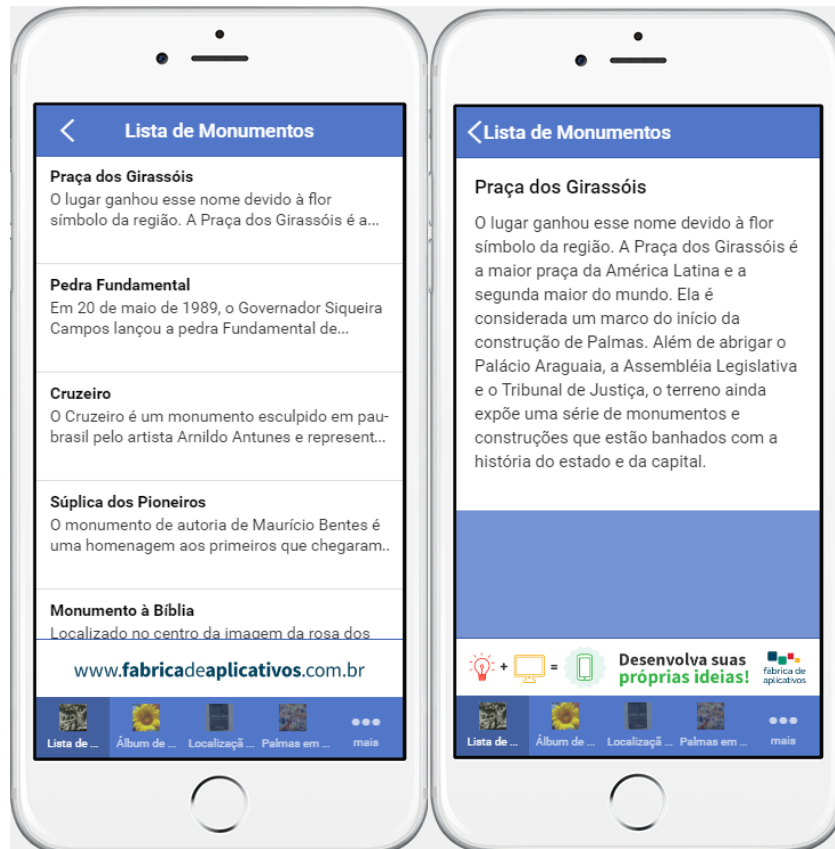 Lista de Monumentos
Praça dos Girassóis
O lugar ganhou esse nome devido à flor
símbolo da região. A Praça dos Girassóis é a...
Pedra Fundamental
Em 20 de maio de 1989, o Governador Siqueira
Campos lançou a pedra Fundamental de...
Cruzeiro
O Cruzeiro é um monumento esculpido em pau-
brasil pelo artista Arnildo Antunes e represent...
Súplica dos Pioneiros
O monumento de autoria de Maurício Bentes é
uma homenagem aos primeiros que chegaram..
Monumento à Bíblia
Localizado no centro da imagem da rosa dos
www.fabricadeaplicativos.com.br
Lista de ... Álbum de ... Localizaçã ... Palmas em ... mais
Lista de Monumentos
Praça dos Girassóis
O lugar ganhou esse nome devido à flor
símbolo da região. A Praça dos Girassóis é
a maior praça da América Latina e a
segunda maior do mundo. Ela é
considerada um marco do início da
construção de Palmas. Além de abrigar o
Palácio Araguaia, a Assembléia Legislativa
e o Tribunal de Justiça, o terreno ainda
expõe uma série de monumentos e
construções que estão banhados com a
história do estado e da capital.
+ = Desenvolva suas
próprias ideias!
fábrica de
aplicativos
Lista de ... Álbum de ... Localizaçã ... Palmas em ... mais